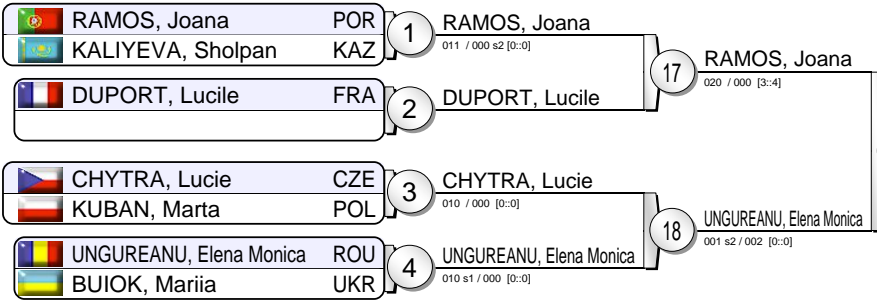 RAMOS, Joana POR
KALIYEVA, Sholpan KAZ
1
RAMOS, Joana
011 / 000 s2 [0::0]
DUPORT, Lucile FRA
2
DUPORT, Lucile
17
RAMOS, Joana
020 / 000 [3::4]
CHYTRA, Lucie CZE
KUBAN, Marta POL
3
CHYTRA, Lucie
010 / 000 [0::0]
UNGUREANU, Elena Monica ROU
BUIOK, Mariia UKR
4
UNGUREANU, Elena Monica
010 s1 / 000 [0::0]
18
UNGUREANU, Elena Monica
001 s2 / 002 [0::0]